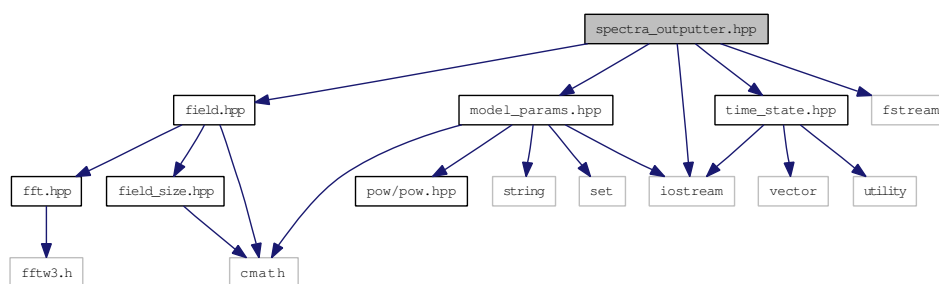 spectra_outputter.hpp
field.hpp
model_params.hpp
time_state.hpp
fstream
fft.hpp
field_size.hpp
pow/pow.hpp
string
set
iostream
vector
utility
fftw3.h
cmath